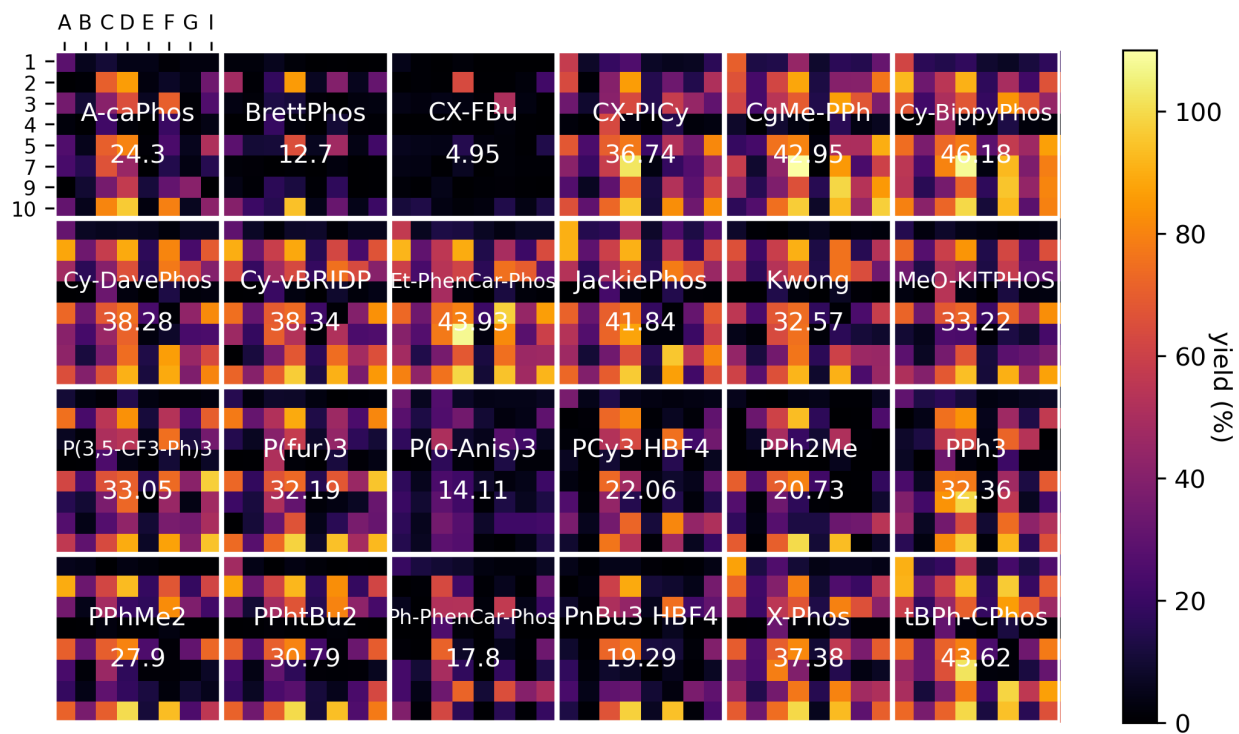 A B C D E F G I
1
2
3
4
5
7
9
10
A-caPhos
24.3
BrettPhos
12.7
CX-FBu
4.95
CX-PICy
36.74
CgMe-PPh
42.95
Cy-BippyPhos
46.18
Cy-DavePhos
38.28
Cy-vBRIDP
38.34
Et-PhenCar-Phos
43.93
JackiePhos
41.84
Kwong
32.57
MeO-KITPHOS
33.22
P(3,5-CF3-Ph)3
33.05
P(fur)3
32.19
P(o-Anis)3
14.11
PCy3 HBF4
22.06
PPh2Me
20.73
PPh3
32.36
PPhMe2
27.9
PPhtBu2
30.79
Ph-PhenCar-Phos
17.8
PnBu3 HBF4
19.29
X-Phos
37.38
tBPh-CPhos
43.62
100
80
60
40
20
0
yield (%)